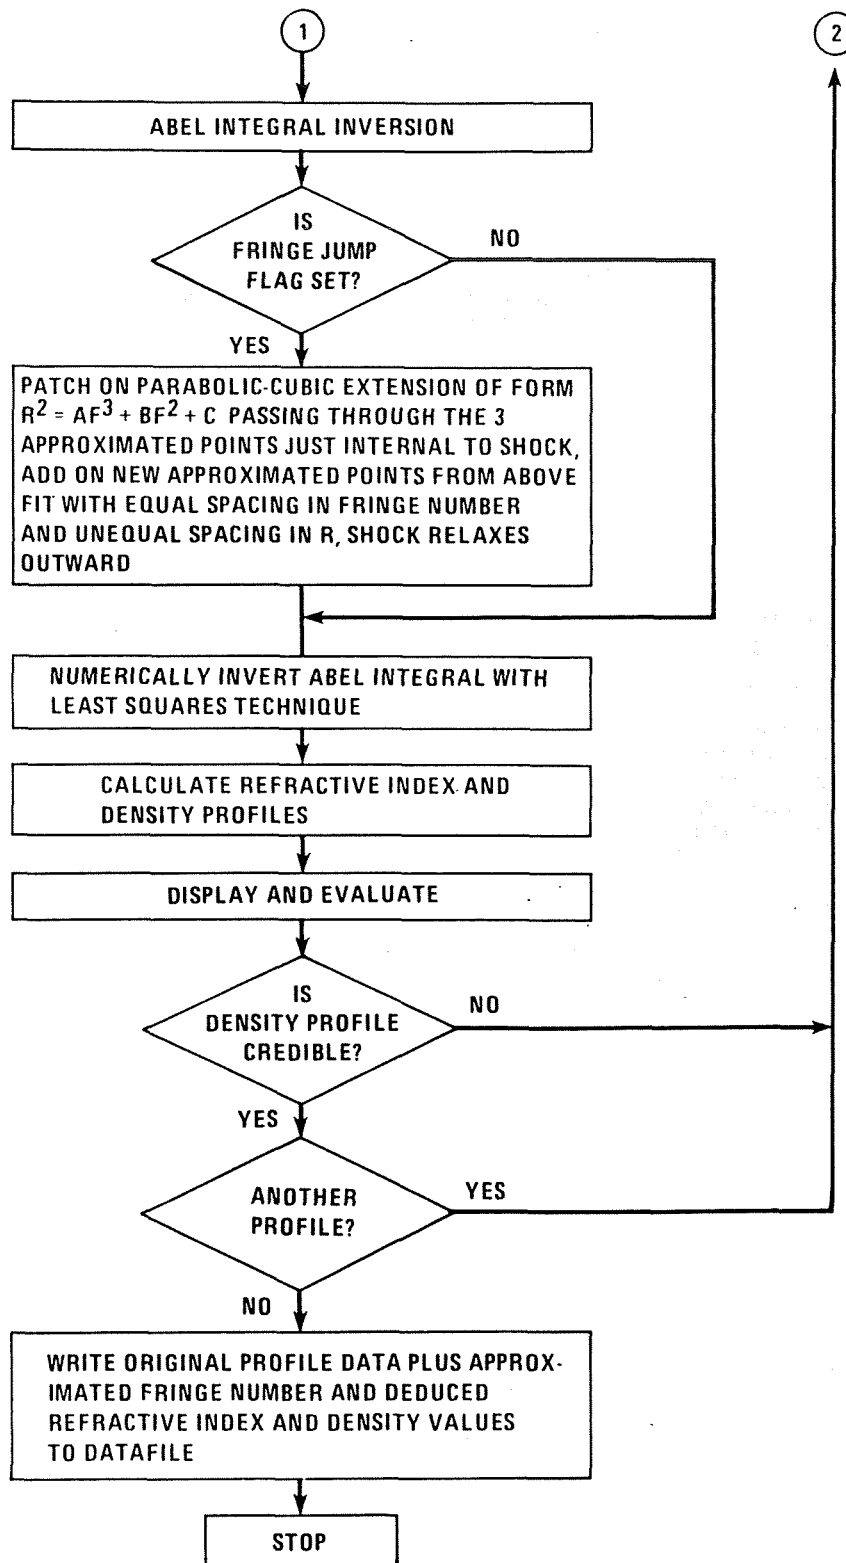 1
2
ABEL INTEGRAL INVERSION
IS
FRINGE JUMP
FLAG SET?
NO
YES
PATCH ON PARABOLIC-CUBIC EXTENSION OF FORM
R² = AF³ + BF² + C PASSING THROUGH THE 3
APPROXIMATED POINTS JUST INTERNAL TO SHOCK,
ADD ON NEW APPROXIMATED POINTS FROM ABOVE
FIT WITH EQUAL SPACING IN FRINGE NUMBER
AND UNEQUAL SPACING IN R, SHOCK RELAXES
OUTWARD
NUMERICALLY INVERT ABEL INTEGRAL WITH
LEAST SQUARES TECHNIQUE
CALCULATE REFRACTIVE INDEX AND
DENSITY PROFILES
DISPLAY AND EVALUATE
IS
DENSITY PROFILE
CREDIBLE?
NO
YES
ANOTHER
PROFILE?
YES
NO
WRITE ORIGINAL PROFILE DATA PLUS APPROX-
IMATED FRINGE NUMBER AND DEDUCED
REFRACTIVE INDEX AND DENSITY VALUES
TO DATAFILE
STOP